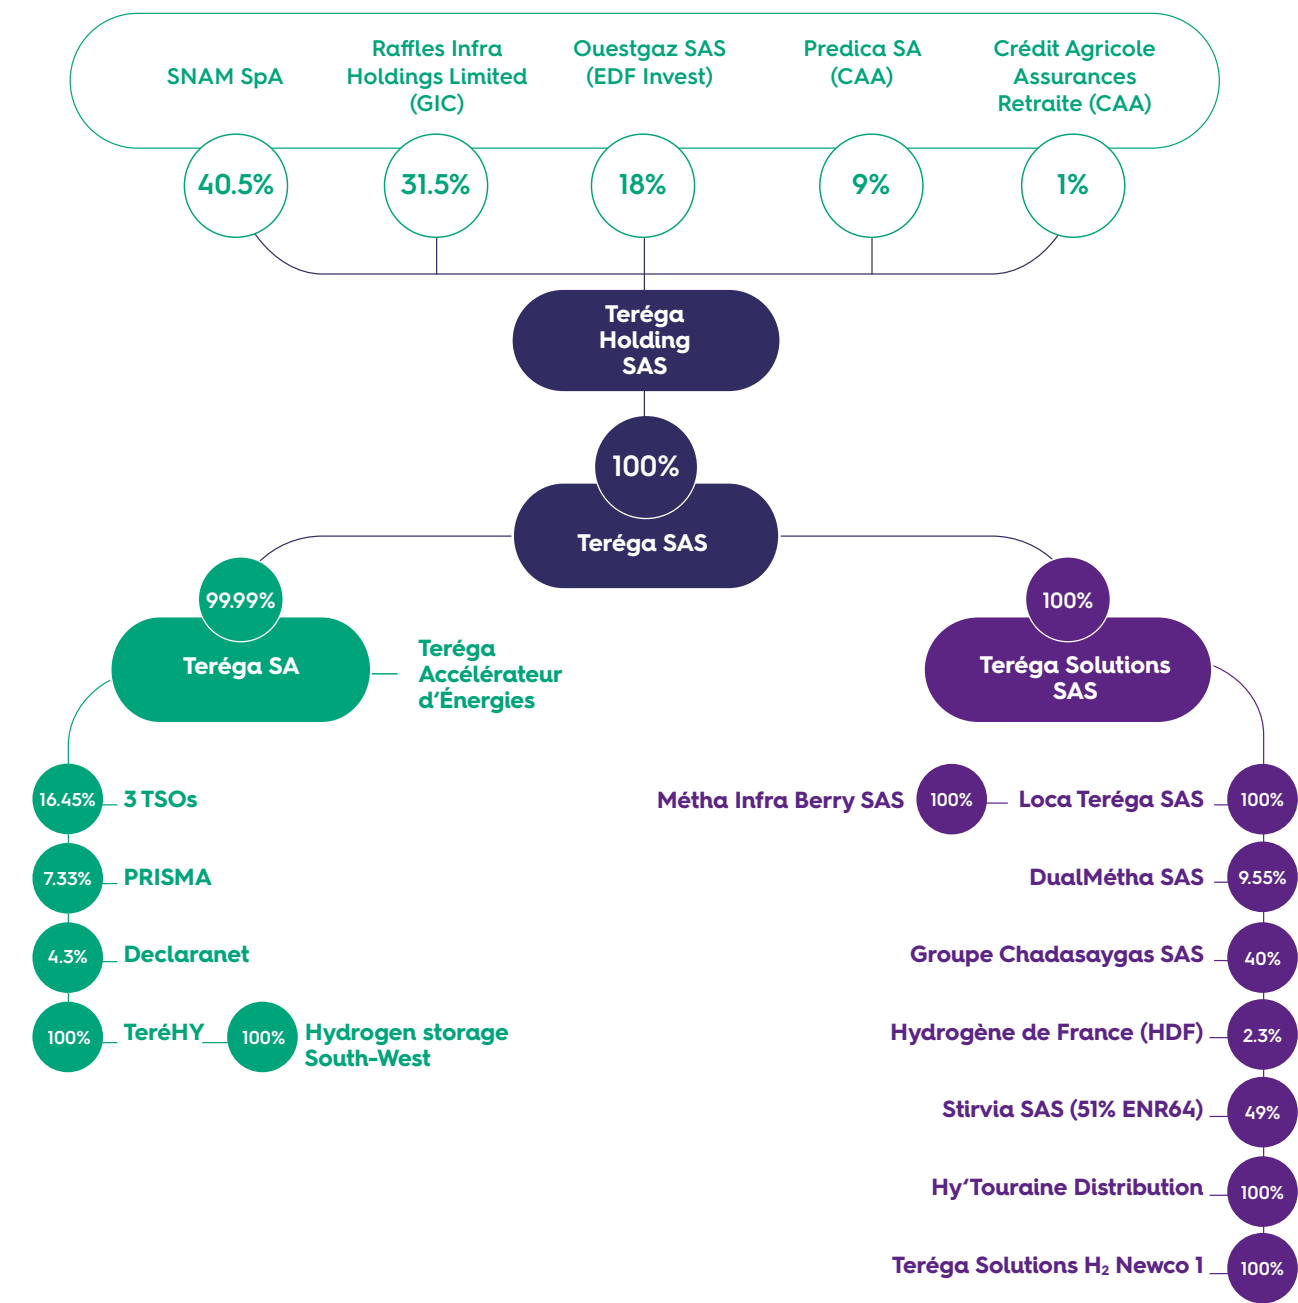 SNAM SpA
Raffles Infra
Holdings Limited
(GIC)
Ouestgaz SAS
(EDF Invest)
Predica SA
(CAA)
Crédit Agricole
Assurances
Retraite (CAA)
40.5%
31.5%
18%
9%
1%
Teréga
Holding
SAS
100%
Teréga SAS
99.99%
Teréga SA
Teréga
Accélérateur
d‘Énergies
100%
Teréga Solutions
SAS
16.45%
3 TSOs
7.33%
PRISMA
4.3%
Declaranet
100%
TeréHY
100%
Hydrogen storage
South-West
Métha Infra Berry SAS
100%
Loca Teréga SAS
100%
DualMétha SAS
9.55%
Groupe Chadasaygas SAS
40%
Hydrogène de France (HDF)
2.3%
Stirvia SAS (51% ENR64)
49%
Hy‘Touraine Distribution
100%
Teréga Solutions H₂ Newco 1
100%